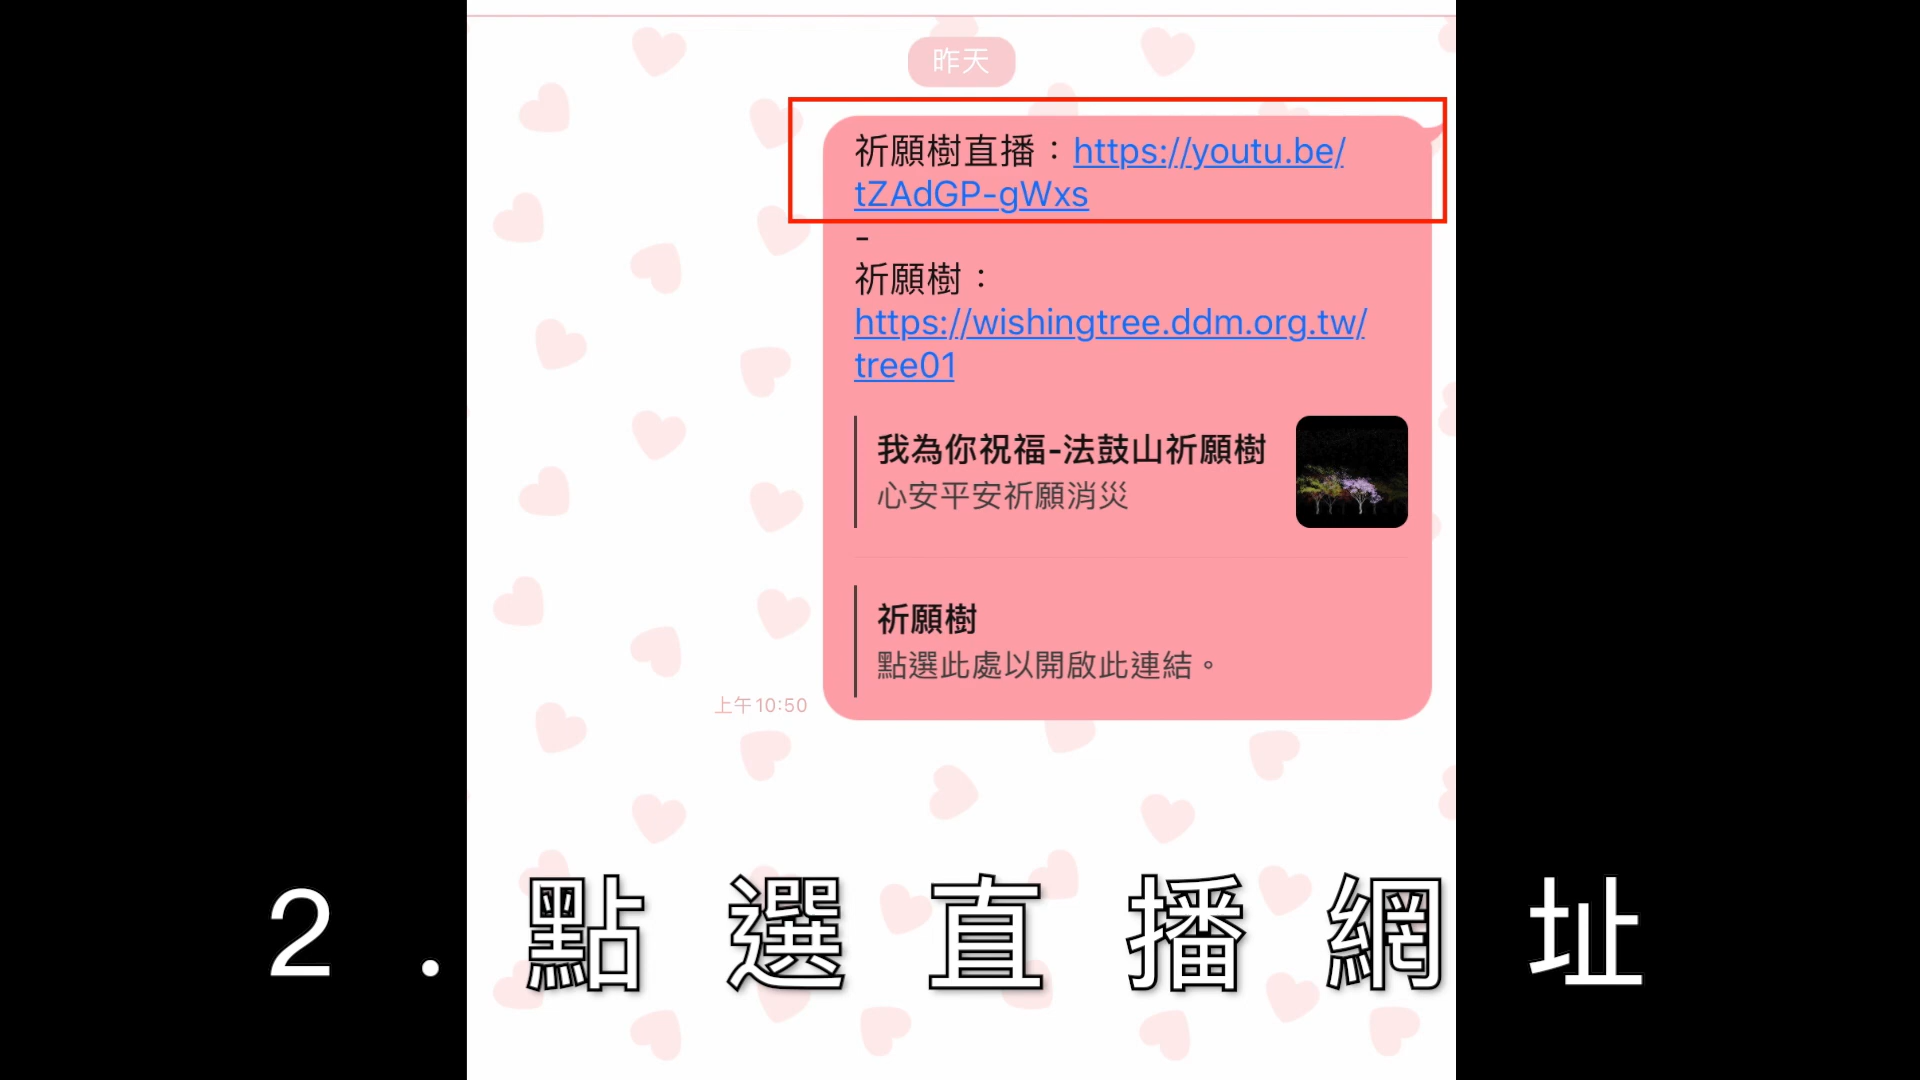 昨天
祈願樹直播：https://youtu.be/
tZAdGP-gWxs
-
祈願樹：
https://wishingtree.ddm.org.tw/
tree01
我為你祝福-法鼓山祈願樹
心安平安祈願消災
祈願樹
點選此處以開啟此連結。
上午10:50
2.點選直播網址